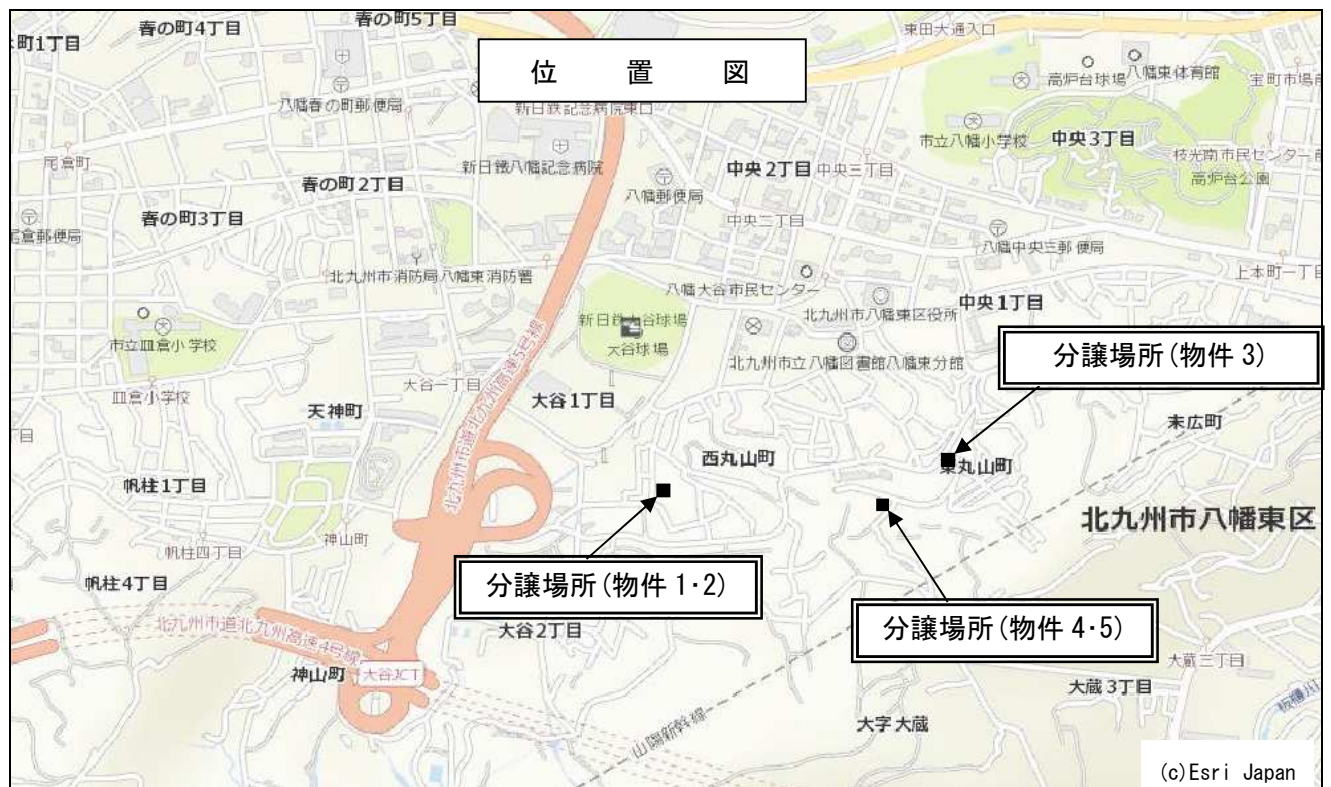 春の町5丁目
春の町4丁目
町1丁目
東田大通入口
位 置 図
高炉台球場
八幡東体育館
宝町市場前
八幡春の町郵便局
新日鉄記念病院東口
市立八幡小学校
中央3丁目
尾倉町
新日鐵八幡記念病院
中央2丁目
中央三丁目
枝光南市民センター前
高炉台公園
春の町2丁目
八幡郵便局
春の町3丁目
中央二丁目
尾倉郵便局
八幡中央三郵便局
北九州市消防局八幡東消防署
上本町一丁目
八幡大谷市民センター
中央1丁目
新日鉄大谷球場
北九州市八幡東区役所
市立皿倉小学校
大谷球場
北九州市立八幡図書館八幡東分館
分譲場所(物件3)
大谷一丁目
皿倉小学校
大谷1丁目
天神町
北九州市道北九州高速5号線
末広町
西丸山町
東丸山町
帆柱1丁目
北九州市八幡東区
神山町
帆柱四丁目
分譲場所(物件1・2)
帆柱4丁目
北九州市道北九州高速4号線
大谷2丁目
分譲場所(物件4・5)
大蔵三丁目
神山町
大谷JCT
大蔵3丁目
板櫃川
大字大蔵
山陽新幹線
(c)Esri Japan